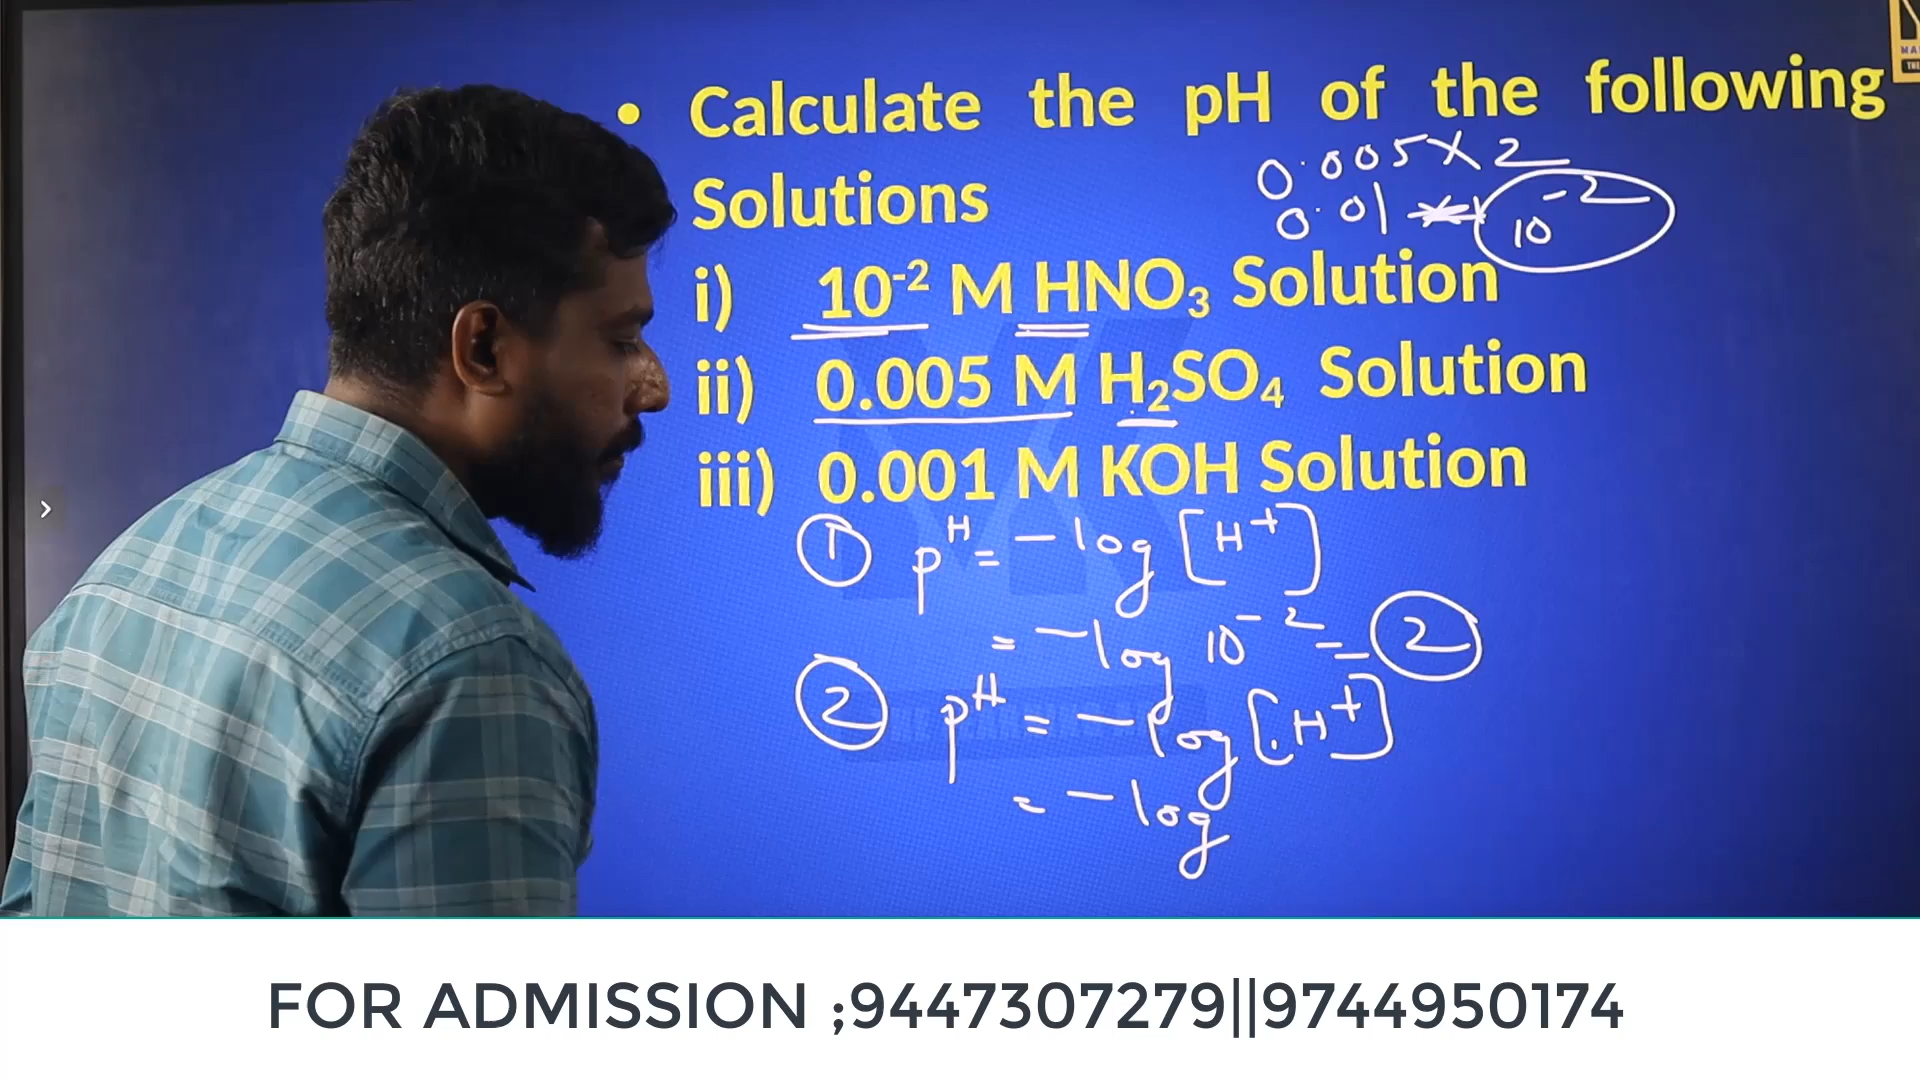 • Calculate the pH of the following
Solutions
0.005 X 2
0.01 10⁻²
i) 10⁻² M HNO₃ Solution
ii) 0.005 M H₂SO₄ Solution
iii) 0.001 M KOH Solution
① pH = – log [H⁺]
= – log 10⁻² = ②
② pH = – log [H⁺]
= – log
FOR ADMISSION ;9447307279||9744950174